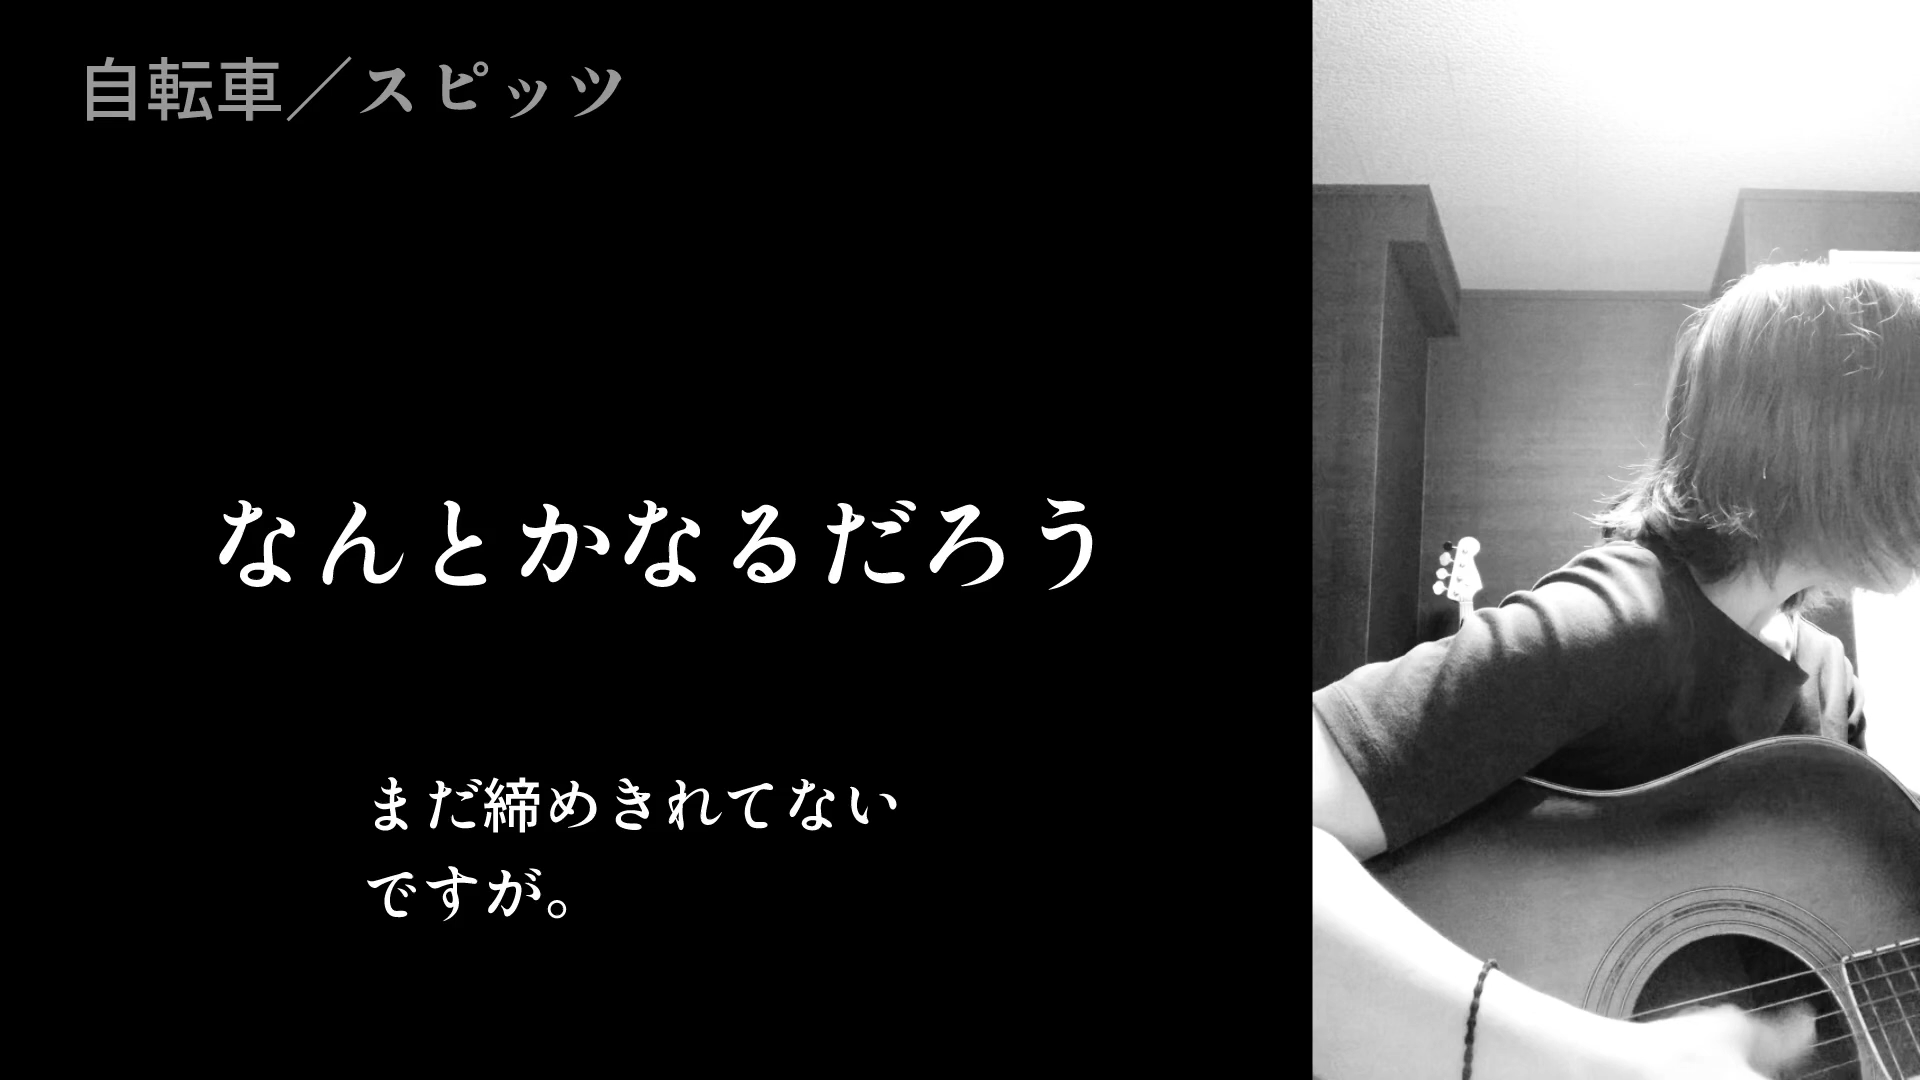 自転車／スピッツ
なんとかなるだろう
まだ締めきれてない
ですが。